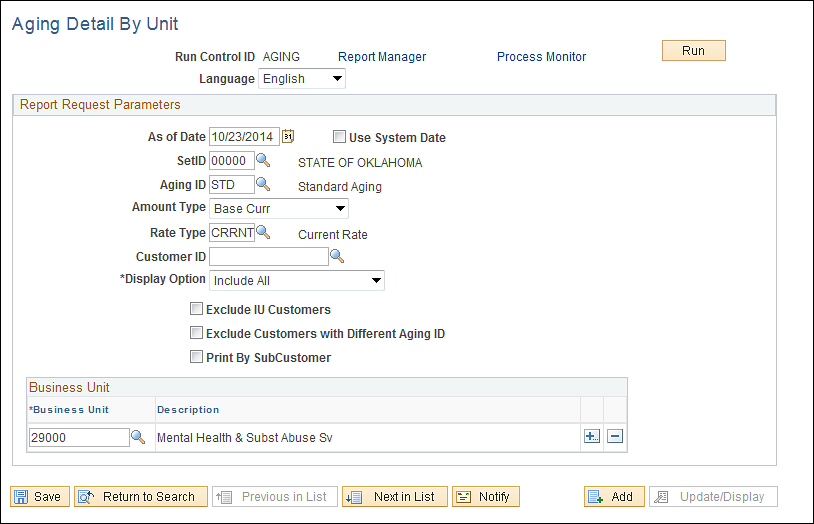 Aging Detail By Unit
Run Control ID AGING Report Manager Process Monitor Run
Language English
Report Request Parameters
As of Date 10/23/2014 31 Use System Date
SetID 00000 STATE OF OKLAHOMA
Aging ID STD Standard Aging
Amount Type Base Curr
Rate Type CRRNT Current Rate
Customer ID
*Display Option Include All
Exclude IU Customers
Exclude Customers with Different Aging ID
Print By SubCustomer
Business Unit
*Business Unit Description
29000 Mental Health & Subst Abuse Sv
Save Return to Search Previous in List Next in List Notify Add Update/Display